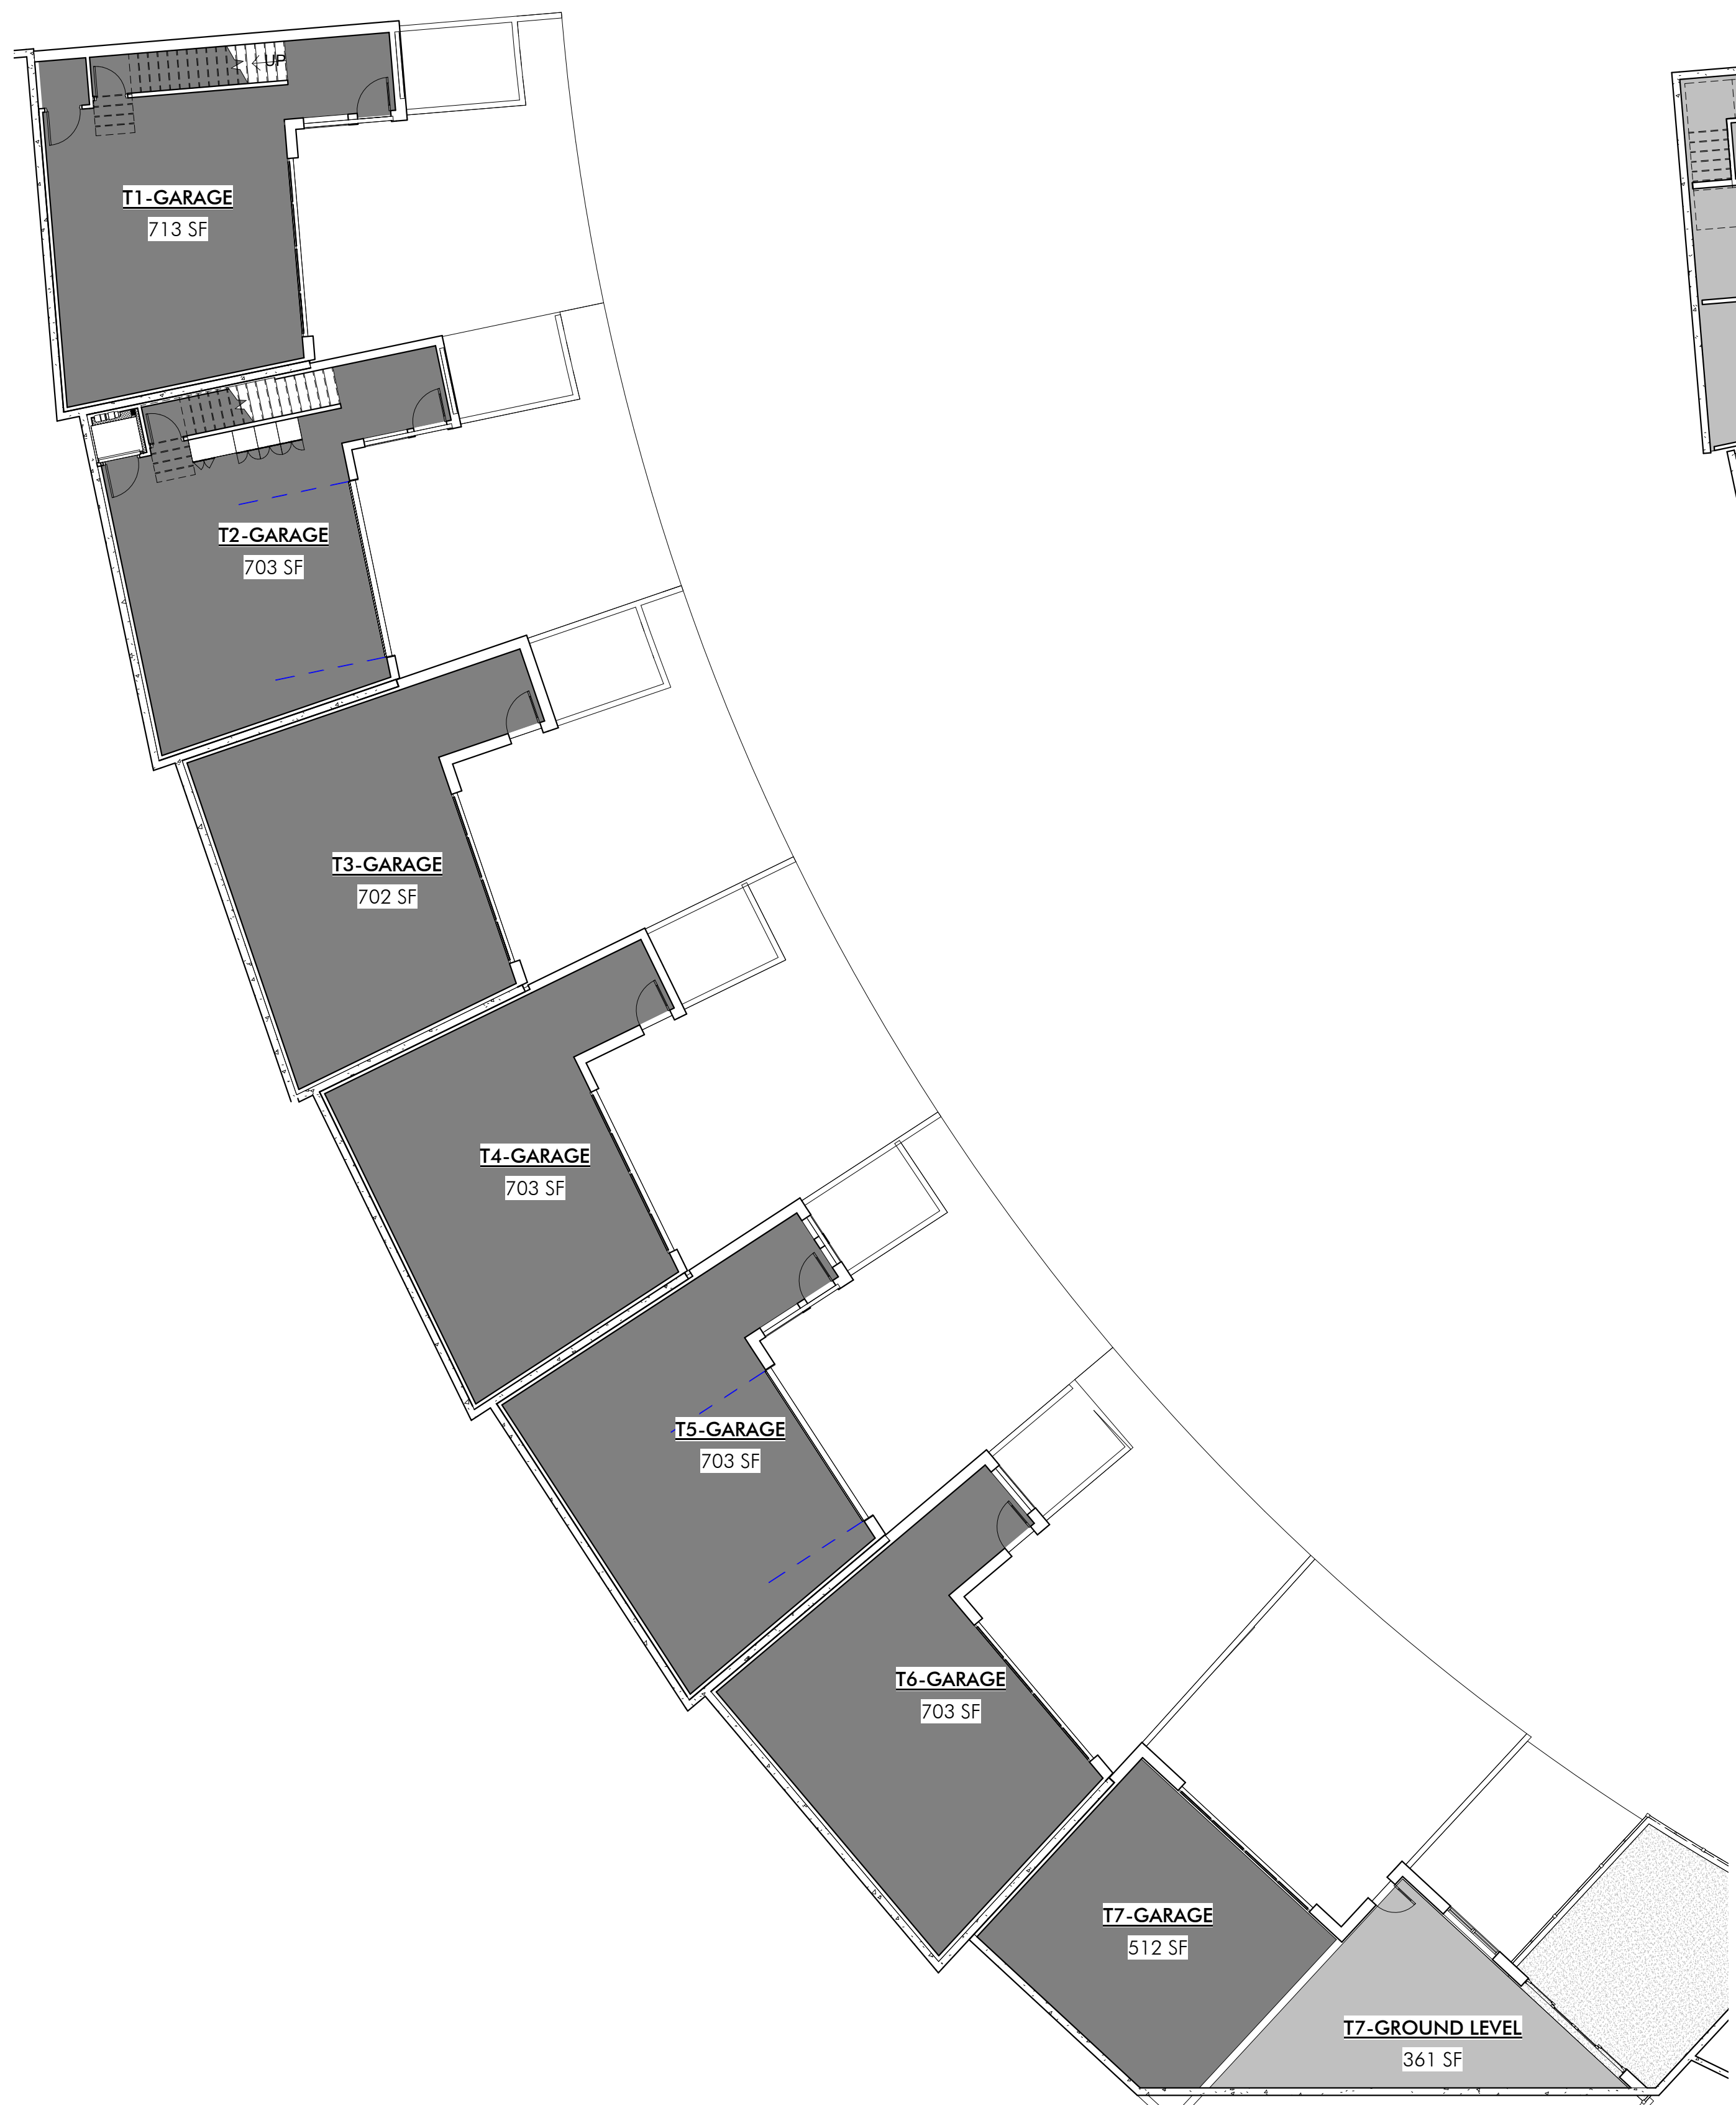 UP
T1-GARAGE
713 SF
T2-GARAGE
703 SF
T3-GARAGE
702 SF
T4-GARAGE
703 SF
T5-GARAGE
703 SF
T6-GARAGE
703 SF
T7-GARAGE
512 SF
T7-GROUND LEVEL
361 SF